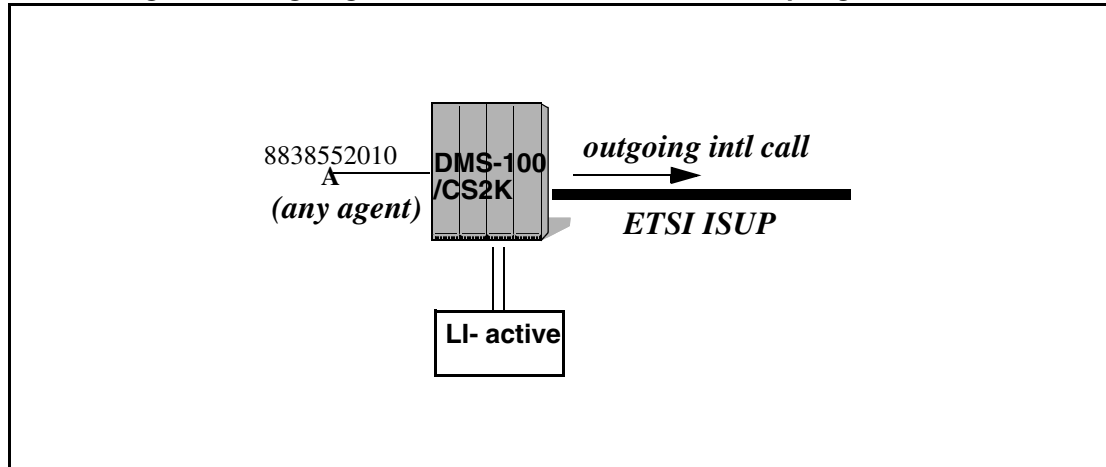 8838552010
A
(any agent)
DMS-100
/CS2K
outgoing intl call
ETSI ISUP
LI- active